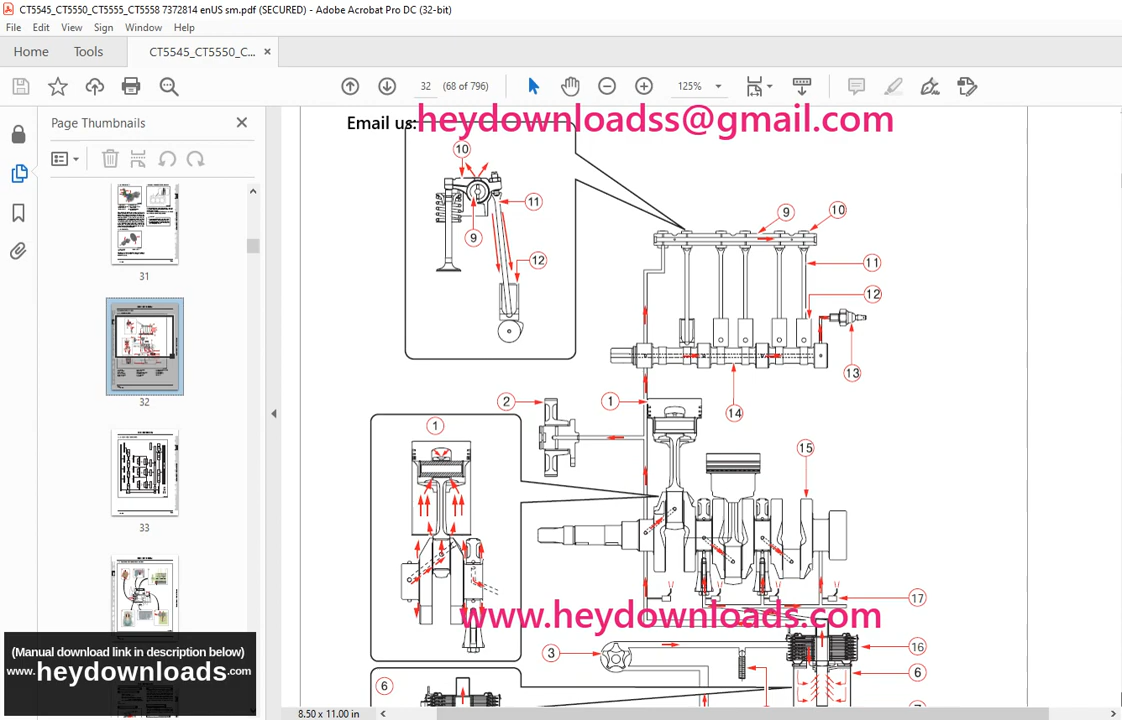 CT5545_CT5550_CT5555_CT5558 7372814 enUS sm.pdf (SECURED) - Adobe Acrobat Pro DC (32-bit)
File Edit View Sign Window Help
Home Tools CT5545_CT5550_C... ×
32 (68 of 796) 125%
Page Thumbnails
31
32
33
Email us:heydownloadss@gmail.com
10
11
9
12
9
10
11
12
13
14
2
1
1
15
17
www.heydownloads.com
3
16
6
6
(Manual download link in description below)
www.heydownloads.com
8.50 x 11.00 in